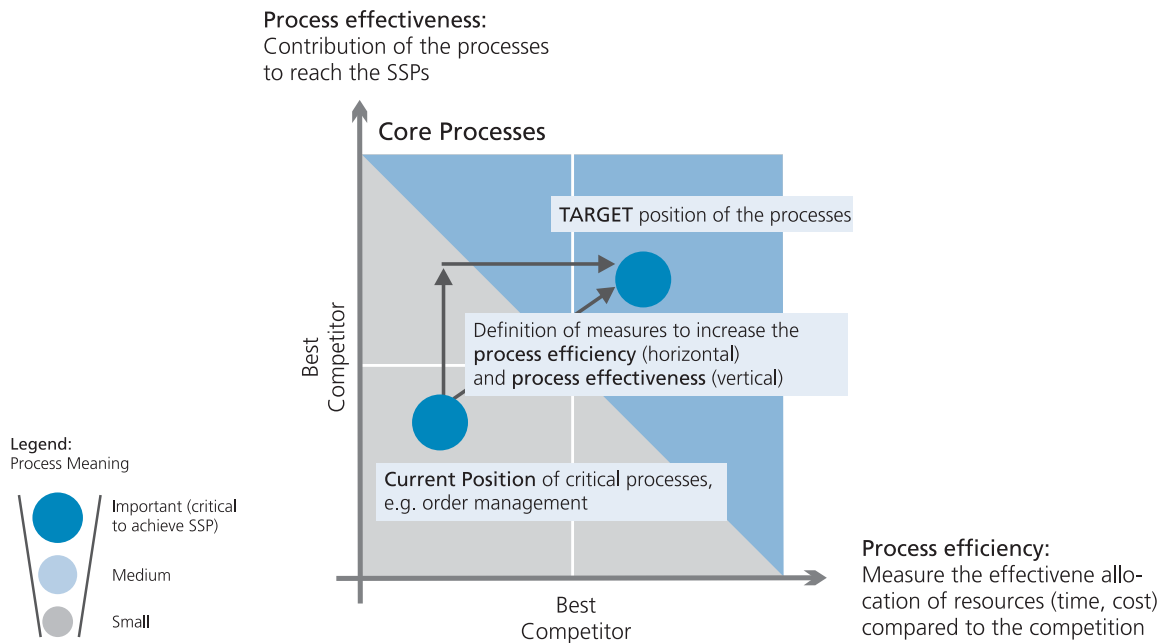 Process effectiveness:
Contribution of the processes
to reach the SSPs
Core Processes
TARGET position of the processes
Definition of measures to increase the
process efficiency (horizontal)
and process effectiveness (vertical)
Best
Competitor
Current Position of critical processes,
e.g. order management
Legend:
Process Meaning
Important (critical
to achieve SSP)
Medium
Small
Best
Competitor
Process efficiency:
Measure the effectivene allo-
cation of resources (time, cost)
compared to the competition